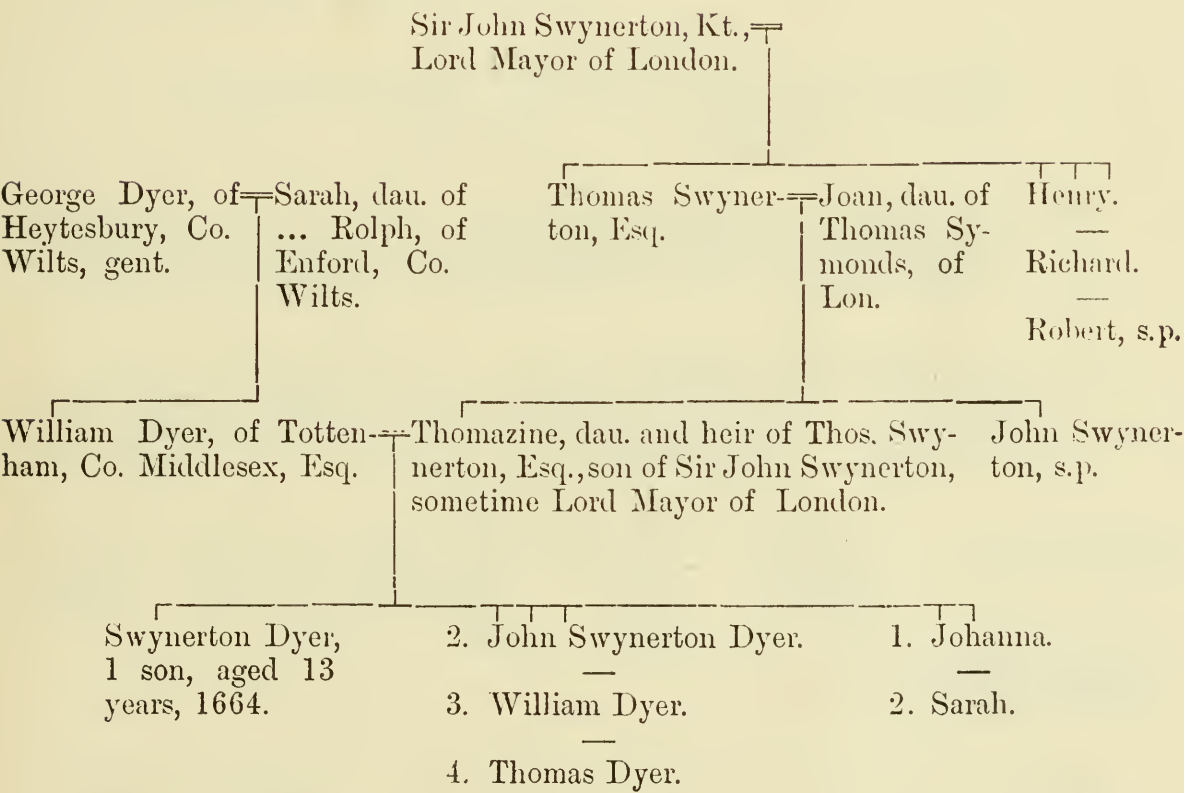 Sir John Swynerton, Kt.,
Lord Mayor of London.
George Dyer, of
Heytesbury, Co.
Wilts, gent.
Sarah, dau. of
... Rolph, of
Enford, Co.
Wilts.
Thomas Swyner-
ton, Esq.
Joan, dau. of
Thomas Sy-
monds, of
Lon.
Henry.
—
Richard.
—
Robert, s.p.
William Dyer, of Totten-
ham, Co. Middlesex, Esq.
Thomazine, dau. and heir of Thos. Swy-
nerton, Esq., son of Sir John Swynerton,
sometime Lord Mayor of London.
John Swyner-
ton, s.p.
Swynerton Dyer,
1 son, aged 13
years, 1664.
2. John Swynerton Dyer.
—
3. William Dyer.
—
4. Thomas Dyer.
1. Johanna.
—
2. Sarah.